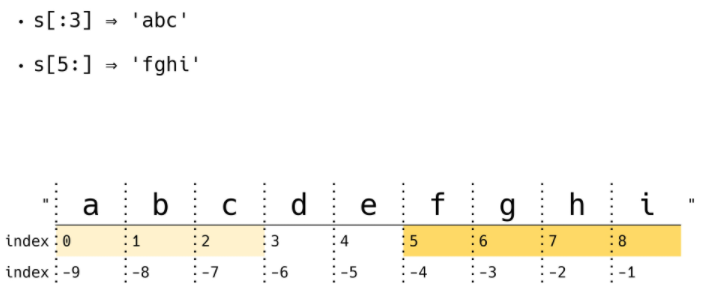 • s[:3] ⇒ 'abc'
• s[5:] ⇒ 'fghi'
" a b c d e f g h i "
index 0 1 2 3 4 5 6 7 8
index -9 -8 -7 -6 -5 -4 -3 -2 -1